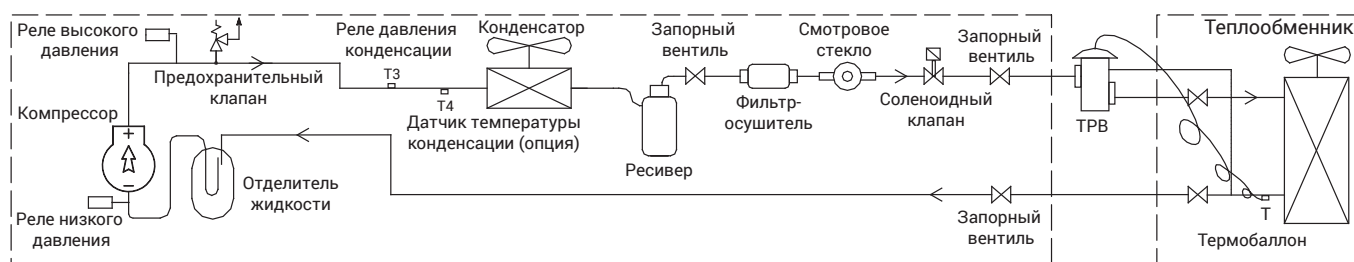 Реле высокого
давления
Предохранительный
клапан
Реле давления
конденсации
T3
T4
Конденсатор
Датчик температуры
конденсации (опция)
Запорный
вентиль
Ресивер
Фильтр-
осушитель
Смотровое
стекло
Соленоидный
клапан
Запорный
вентиль
ТРВ
Теплообменник
Компрессор
+
–
Отделитель
жидкости
Реле низкого
давления
Запорный
вентиль
T
Термобаллон